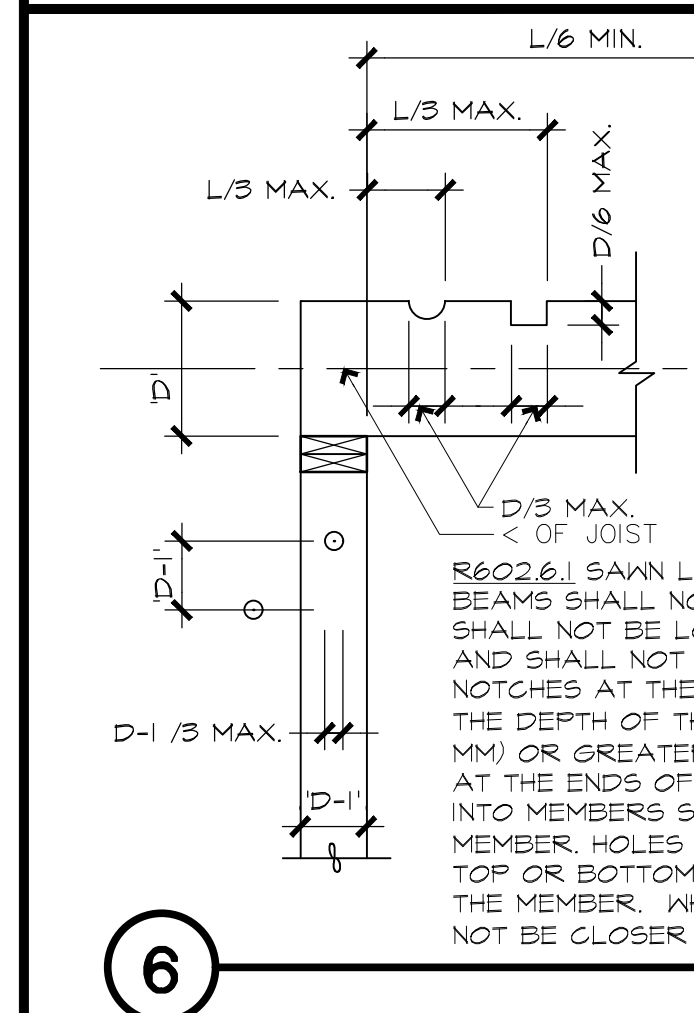 L/6 MIN.
L/3 MAX.
L/3 MAX.
D/6 MAX.
'D'
D/3 MAX.
< OF JOIST
'D-1'
D-1 /3 MAX.
'D-1'
R602.6.1 SAWN L
BEAMS SHALL NO
SHALL NOT BE LO
AND SHALL NOT
NOTCHES AT THE
THE DEPTH OF TH
MM) OR GREATER
AT THE ENDS OF
INTO MEMBERS S
MEMBER. HOLES
TOP OR BOTTOM
THE MEMBER. WH
NOT BE CLOSER
6